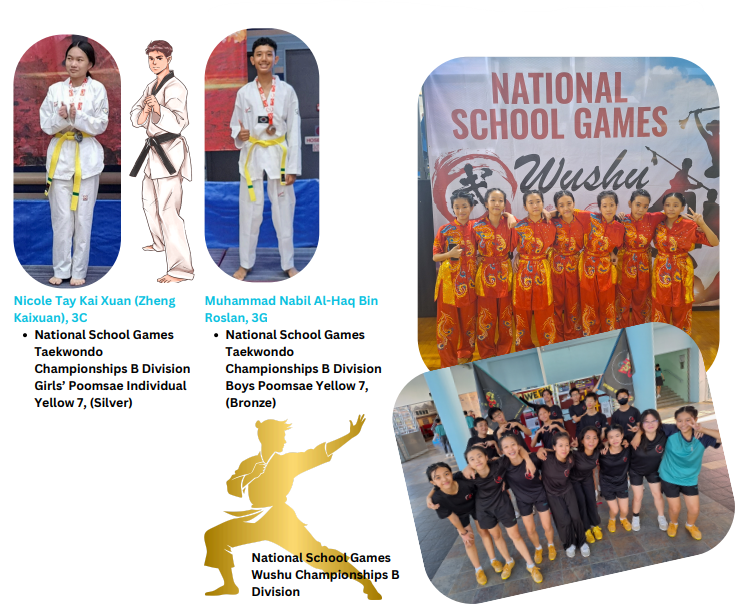 Nicole Tay Kai Xuan (Zheng
Kaixuan), 3C
• National School Games
Taekwondo
Championships B Division
Girls’ Poomsae Individual
Yellow 7, (Silver)
Muhammad Nabil Al-Haq Bin
Roslan, 3G
• National School Games
Taekwondo
Championships B Division
Boys Poomsae Yellow 7,
(Bronze)
National School Games
Wushu Championships B
Division
NATIONAL
SCHOOL GAMES
Wushu